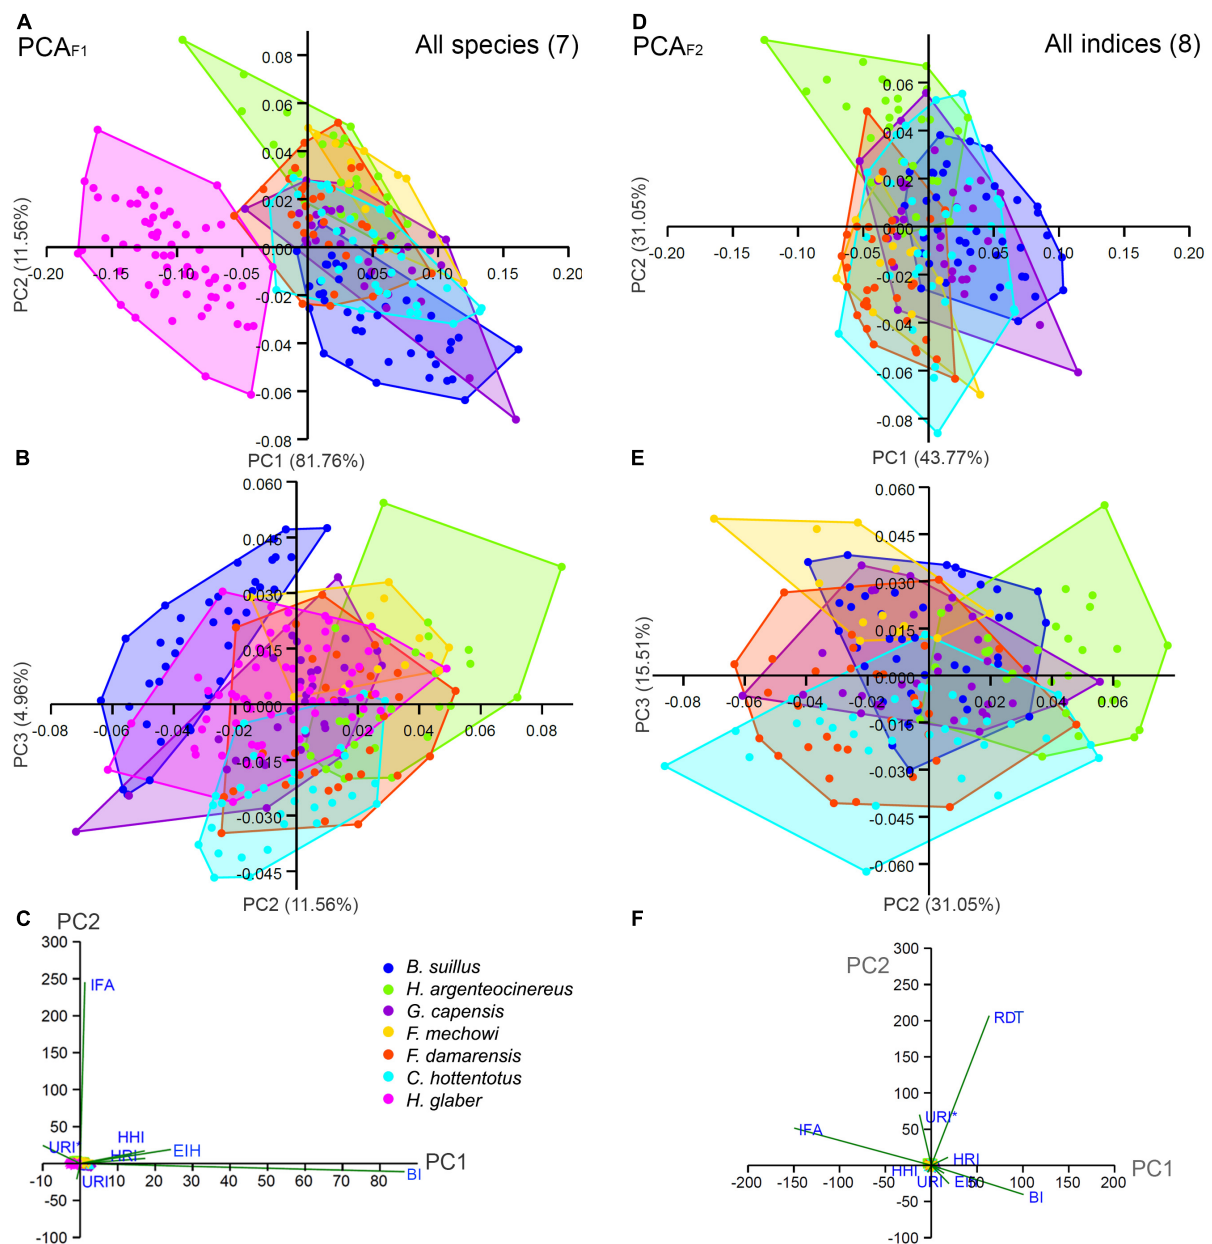 A
PCAF1
All species (7)
0.08
0.06
0.04
0.02
0.00
-0.02
-0.04
-0.06
-0.08
-0.20 -0.15 -0.10 -0.05 0.05 0.10 0.15 0.20
PC2 (11.56%)
PC1 (81.76%)
D
PCAF2
All indices (8)
0.06
0.04
0.02
0.00
-0.02
-0.04
-0.06
-0.08
-0.20 -0.15 -0.10 -0.05 0.05 0.10 0.15 0.20
PC2 (31.05%)
PC1 (43.77%)
B
0.060
0.045
0.030
0.015
0.000
-0.015
-0.030
-0.045
-0.08 -0.06 -0.04 -0.02 0.02 0.04 0.06 0.08
PC3 (4.96%)
PC2 (11.56%)
E
0.060
0.045
0.030
0.015
0.000
-0.015
-0.030
-0.045
-0.060
-0.08 -0.06 -0.04 -0.02 0.02 0.04 0.06
PC3 (15.51%)
PC2 (31.05%)
C
PC2
300
250
200
150
100
50
0
-50
-100
-10 10 20 30 40 50 60 70 80
IFA
HHI
URI*
HRI
EIH
URI
BI
PC1
B. suillus
H. argenteocinereus
G. capensis
F. mechowi
F. damarensis
C. hottentotus
H. glaber
F
PC2
300
250
200
150
100
50
0
-50
-100
-200 -150 -100 -50 50 100 150 200
RDT
URI*
IFA
HRI
HHI
URI
EIH
BI
PC1